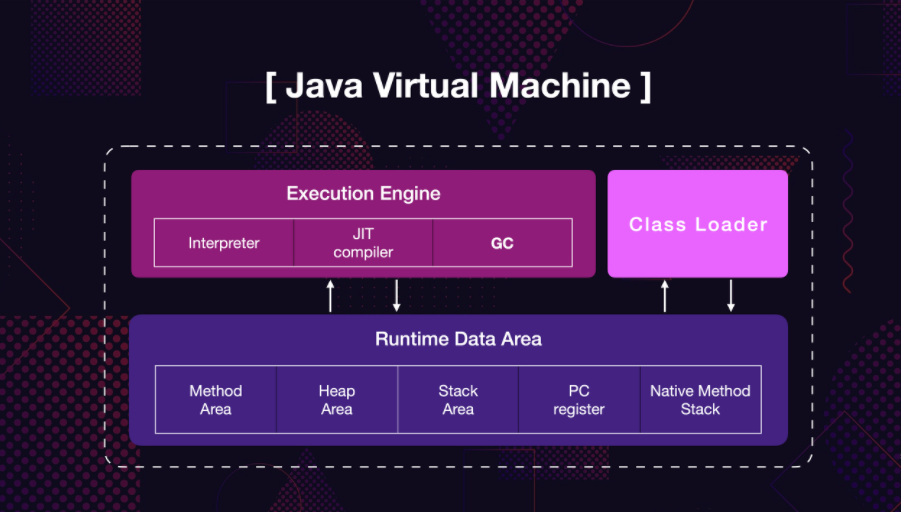 [ Java Virtual Machine ]
Execution Engine
Interpreter
JIT
compiler
GC
Class Loader
Runtime Data Area
Method
Area
Heap
Area
Stack
Area
PC
register
Native Method
Stack